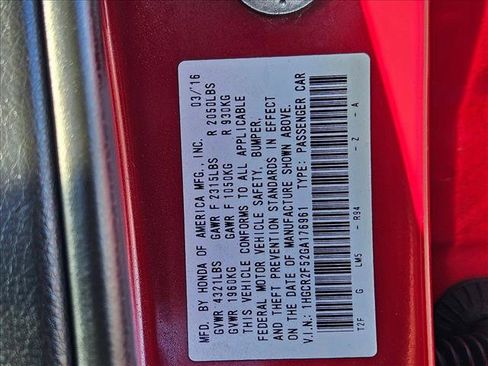 MFD. BY HONDA OF AMERICA MFG., INC. 03/16
GVWR 4321LBS GAWR F 2315LBS R 2050LBS
GVWR 1960KG GAWR F 1050KG R 930KG
THIS VEHICLE CONFORMS TO ALL APPLICABLE
FEDERAL MOTOR VEHICLE SAFETY, BUMPER,
AND THEFT PREVENTION STANDARDS IN EFFECT
ON THE DATE OF MANUFACTURE SHOWN ABOVE.
V.I.N.: 1HGCR2F52GA176961 TYPE: PASSENGER CAR
T2F G LM5 - R94 - Z - A